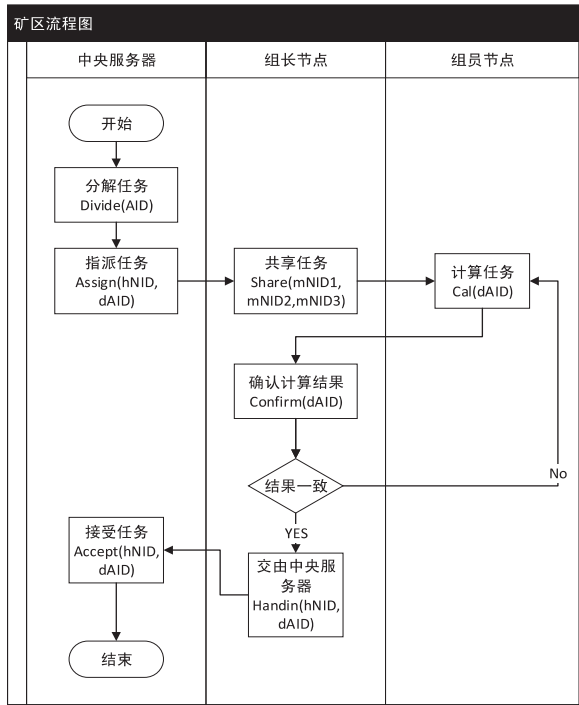 矿区流程图
中央服务器
组长节点
组员节点
开始
分解任务
Divide(AID)
指派任务
Assign(hNID,
dAID)
共享任务
Share(mNID1,
mNID2,mNID3)
计算任务
Cal(dAID)
确认计算结果
Confirm(dAID)
结果一致
No
YES
交由中央服
务器
Handin(hNID,
dAID)
接受任务
Accept(hNID,
dAID)
结束